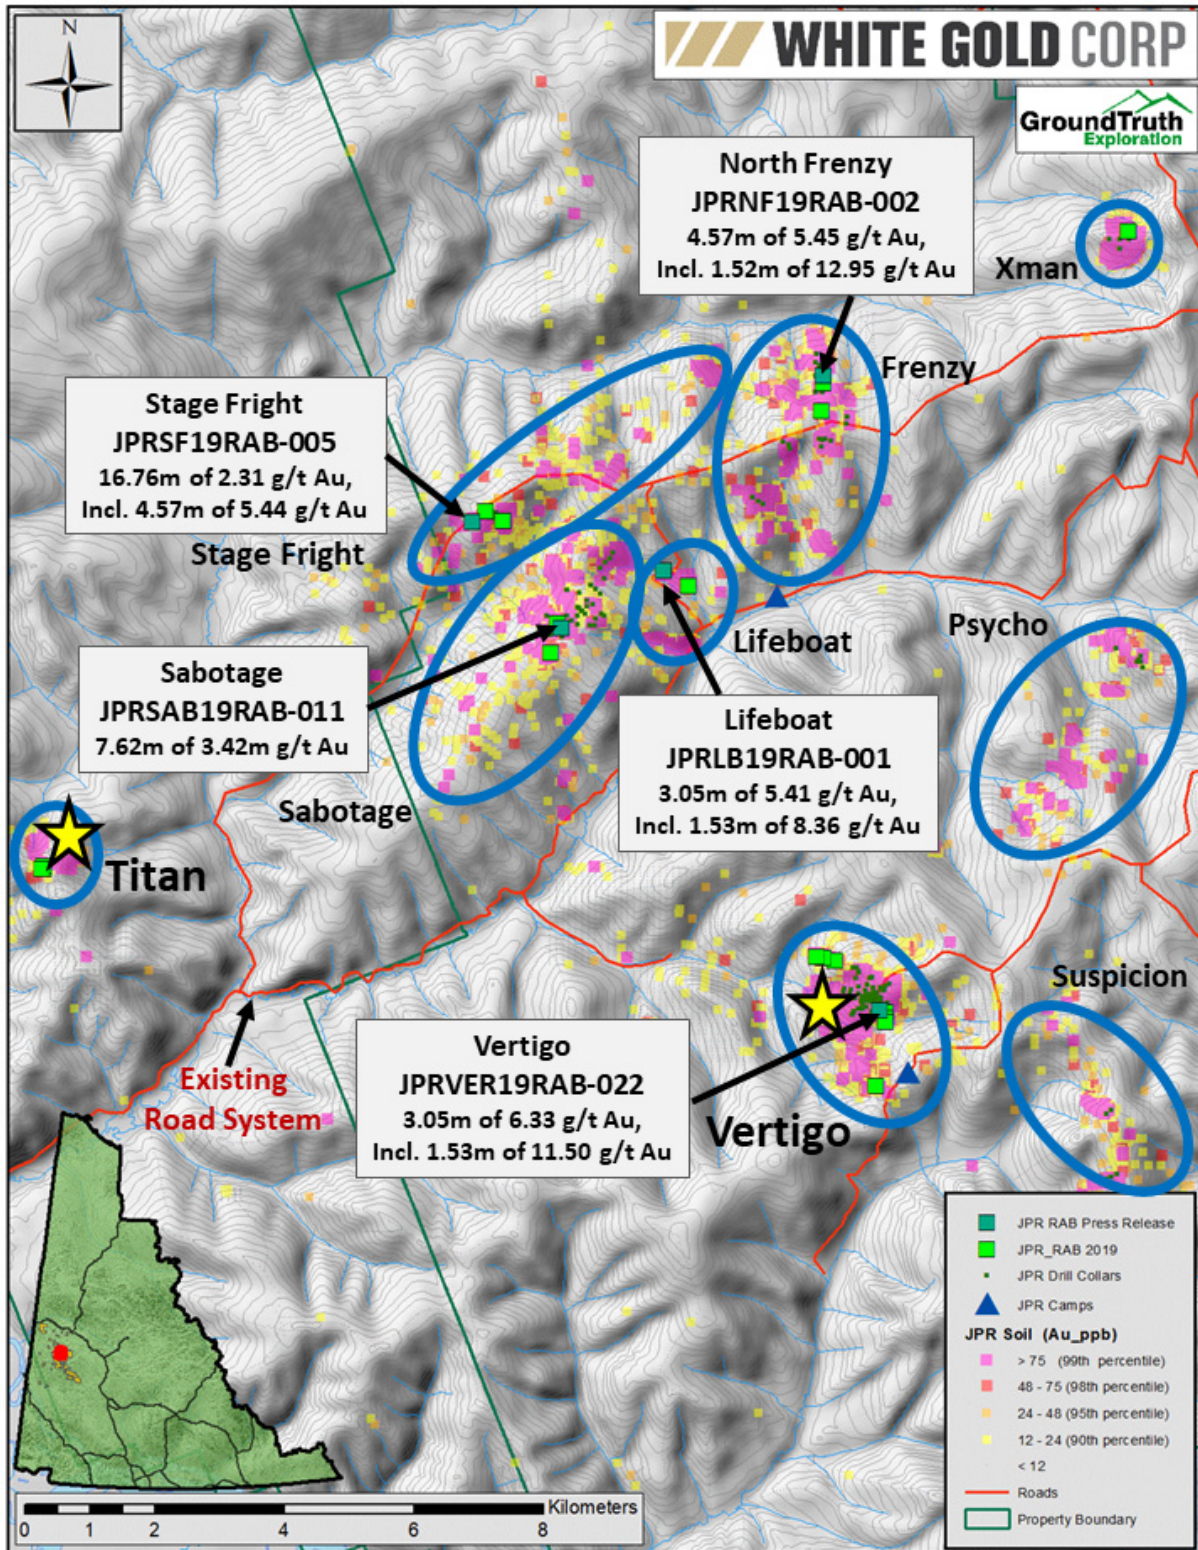 N
WHITE GOLD CORP
GroundTruth
Exploration
North Frenzy
JPRNF19RAB-002
4.57m of 5.45 g/t Au,
Incl. 1.52m of 12.95 g/t Au
Xman
Frenzy
Stage Fright
JPRSF19RAB-005
16.76m of 2.31 g/t Au,
Incl. 4.57m of 5.44 g/t Au
Stage Fright
Lifeboat
Psycho
Sabotage
JPRSAB19RAB-011
7.62m of 3.42m g/t Au
Lifeboat
JPRLB19RAB-001
3.05m of 5.41 g/t Au,
Incl. 1.53m of 8.36 g/t Au
Sabotage
Titan
Suspicion
Vertigo
JPRVER19RAB-022
3.05m of 6.33 g/t Au,
Incl. 1.53m of 11.50 g/t Au
Vertigo
Existing
Road System
JPR RAB Press Release
JPR_RAB 2019
JPR Drill Collars
JPR Camps
JPR Soil (Au_ppb)
> 75 (99th percentile)
48 - 75 (98th percentile)
24 - 48 (95th percentile)
12 - 24 (90th percentile)
< 12
Roads
Property Boundary
Kilometers
0 1 2 4 6 8